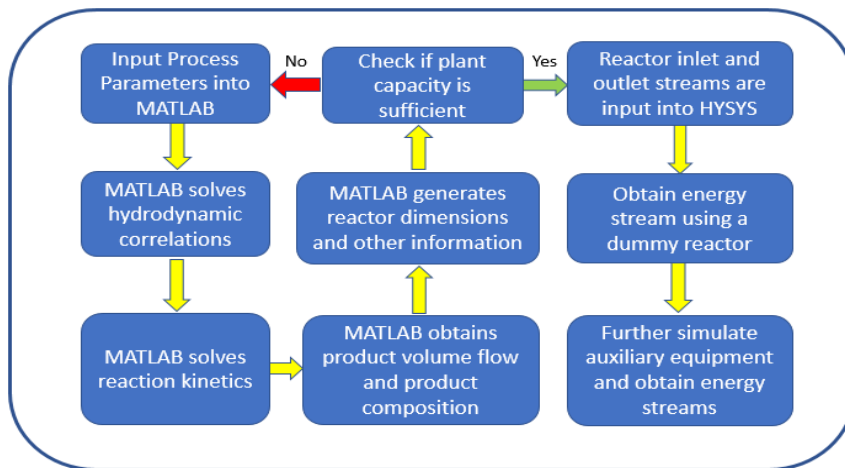 Input Process
Parameters into
MATLAB
No
Check if plant
capacity is
sufficient
Yes
Reactor inlet and
outlet streams are
input into HYSYS
MATLAB solves
hydrodynamic
correlations
MATLAB generates
reactor dimensions
and other information
Obtain energy
stream using a
dummy reactor
MATLAB solves
reaction kinetics
MATLAB obtains
product volume flow
and product
composition
Further simulate
auxiliary equipment
and obtain energy
streams